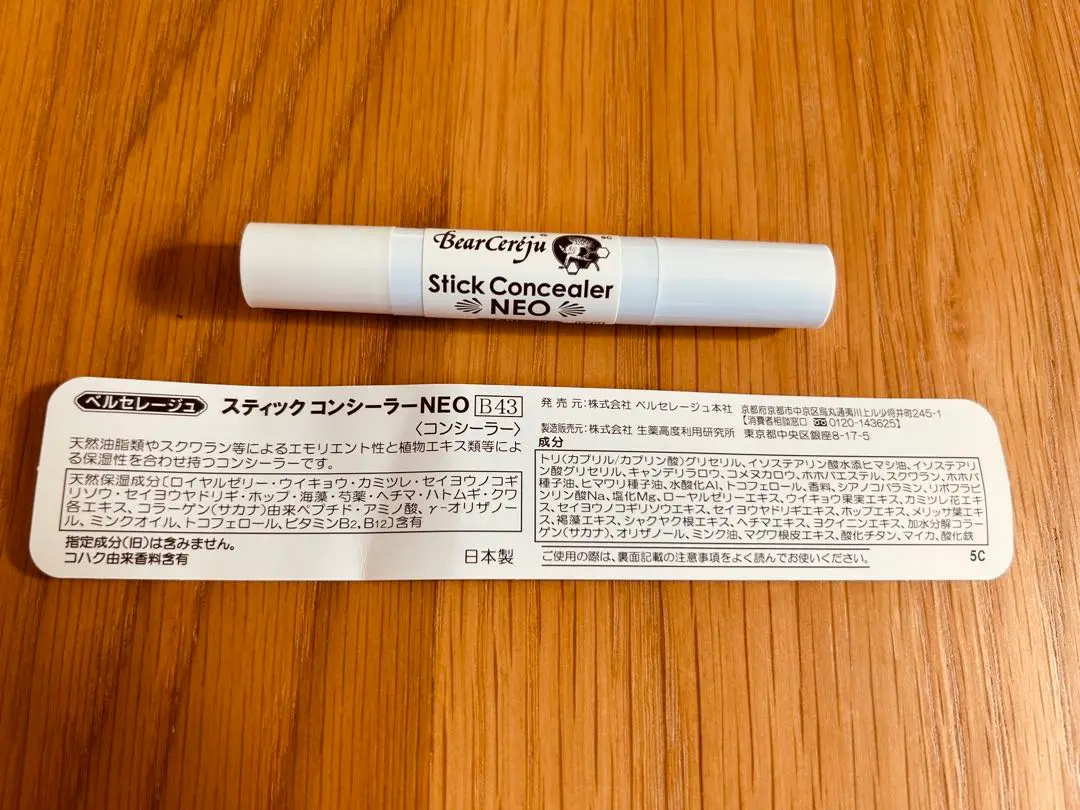 BearCeréju®
5C
Stick Concealer
NEO
ベルセレージュ スティックコンシーラーNEO B43
〈コンシーラー〉
天然油脂類やスクワラン等によるエモリエント性と植物エキス類等によ
る保湿性を合わせ持つコンシーラーです。
天然保湿成分〔ロイヤルゼリー・ウイキョウ・カミツレ・セイヨウノコギ
リソウ・セイヨウヤドリギ・ホップ・海藻・芍薬・ヘチマ・ハトムギ・クワ
各エキス、コラーゲン(サカナ)由来ペプチド・アミノ酸、γ-オリザノー
ル、ミンクオイル、トコフェロール、ビタミンB₂、B₁₂〕含有
指定成分(旧)は含みません。
コハク由来香料含有
日本製
発売元:株式会社 ベルセレージュ本社 京都府京都市中京区烏丸通夷川上ル少将井町245-1
【消費者相談窓口 0120-143625】
製造販売元:株式会社 生薬高度利用研究所 東京都中央区銀座8-17-5
成分
トリ(カプリル/カプリン酸)グリセリル、イソステアリン酸水添ヒマシ油、イソステアリ
ン酸グリセリル、キャンデリラロウ、コメヌカロウ、ホホバエステル、スクワラン、ホホバ
種子油、ヒマワリ種子油、水酸化Al、トコフェロール、香料、シアノコバラミン、リボフラビ
ンリン酸Na、塩化Mg、ローヤルゼリーエキス、ウイキョウ果実エキス、カミツレ花エキ
ス、セイヨウノコギリソウエキス、セイヨウヤドリギエキス、ホップエキス、メリッサ葉エキ
ス、褐藻エキス、シャクヤク根エキス、ヘチマエキス、ヨクイニンエキス、加水分解コラー
ゲン(サカナ)、オリザノール、ミンク油、マグワ根皮エキス、酸化チタン、マイカ、酸化鉄
ご使用の際は、裏面記載の注意事項をよく読んでお使いください。
5C